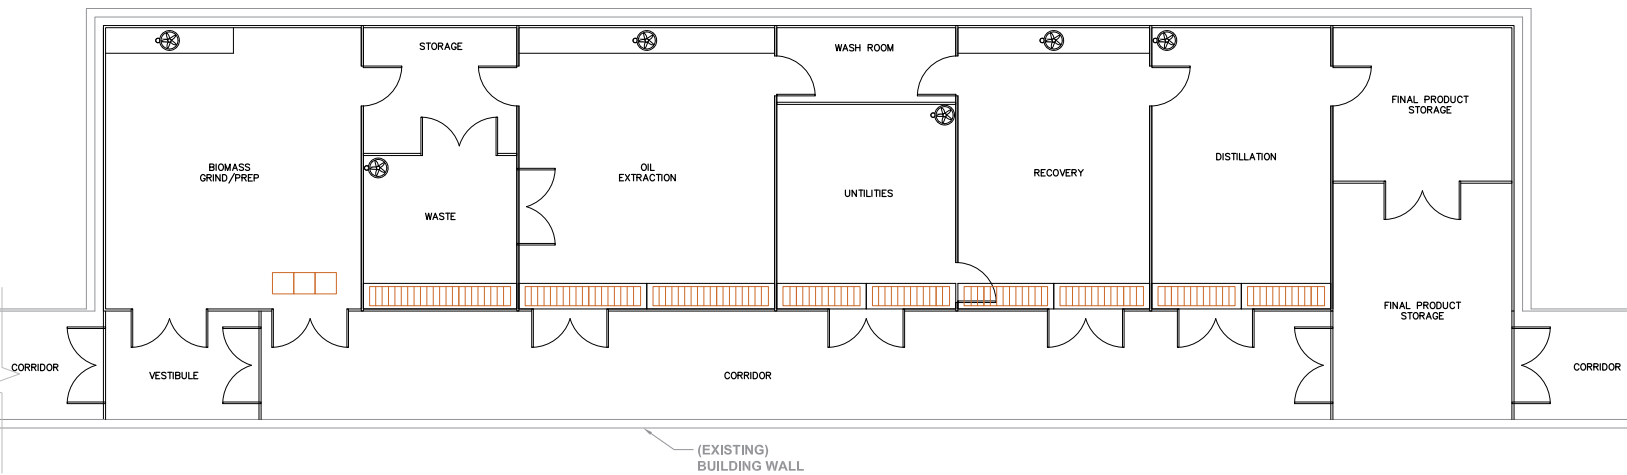 STORAGE
WASH ROOM
FINAL PRODUCT
STORAGE
BIOMASS
GRIND/PREP
OIL
EXTRACTION
DISTILLATION
RECOVERY
UNTILITIES
WASTE
FINAL PRODUCT
STORAGE
CORRIDOR
VESTIBULE
CORRIDOR
CORRIDOR
(EXISTING)
BUILDING WALL